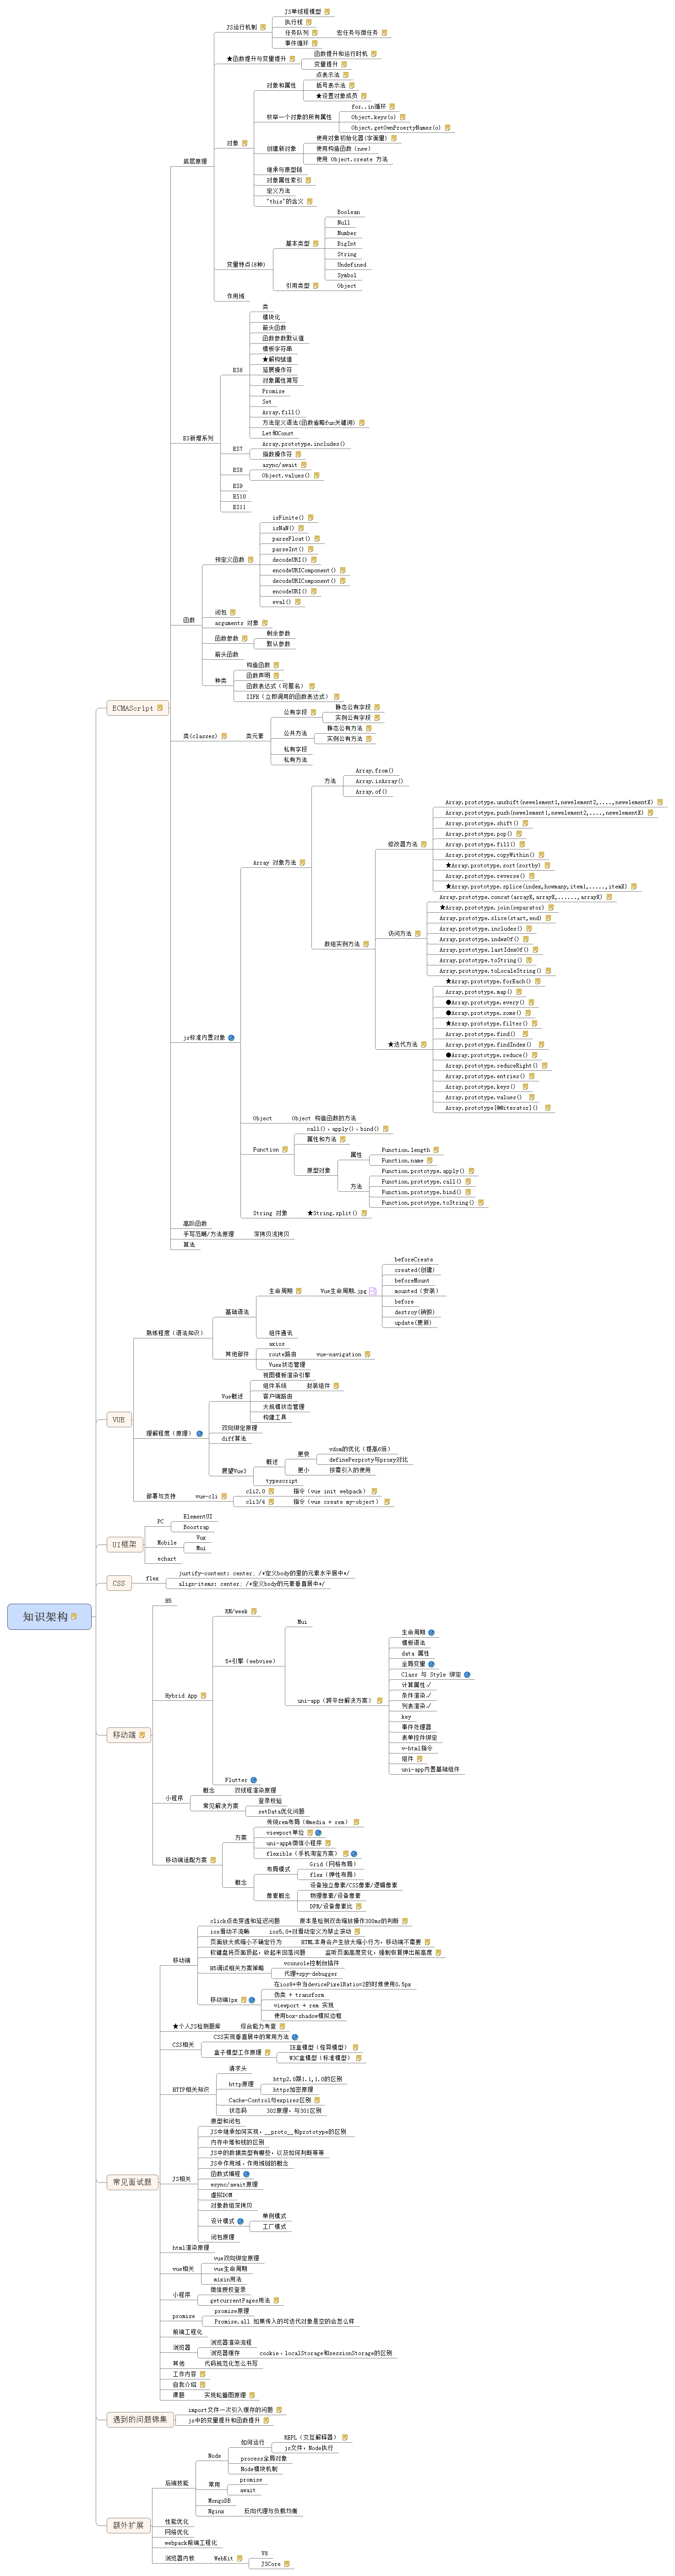 知识架构
ECMAScript
底层原理
JS运行机制
JS单线程模型
执行栈
任务队列
宏任务与微任务
事件循环
★函数提升与变量提升
函数提升和运行时机
变量提升
对象
对象和属性
点表示法
括号表示法
★设置对象成员
枚举一个对象的所有属性
for..in循环
Object.keys(o)
Object.getOwnProertyNames(o)
创建新对象
使用对象初始化器(字面量)
使用构造函数（new）
使用 Object.create 方法
继承与原型链
对象属性索引
定义方法
"this"的含义
变量特点(8种)
基本类型
Boolean
Null
Number
BigInt
String
Undefined
Symbol
引用类型
Object
作用域
ES新增系列
ES6
类
模块化
箭头函数
函数参数默认值
模板字符串
★解构赋值
延展操作符
对象属性简写
Promise
Set
Array.fill()
方法定义语法(函数省略fun关键词)
Let和Const
ES7
Array.prototype.includes()
指数操作符
ES8
async/await
Object.values()
ES9
ES10
ES11
函数
预定义函数
isFinite()
isNaN()
parseFloat()
parseInt()
decodeURI()
encodeURIComponent()
decodeURIComponent()
encodeURI()
eval()
闭包
arguments 对象
函数参数
剩余参数
默认参数
箭头函数
种类
构造函数
函数声明
函数表达式（可匿名）
IIFE（立即调用的函数表达式）
类(classes)
类元素
公有字段
静态公有字段
实例公有字段
公共方法
静态公有方法
实例公有方法
私有字段
私有方法
js标准内置对象
Array 对象方法
方法
Array.from()
Array.isArray()
Array.of()
数组实例方法
修改器方法
Array.prototype.unshift(newelement1,newelement2,....,newelementX)
Array.prototype.push(newelement1,newelement2,....,newelementX)
Array.prototype.shift()
Array.prototype.pop()
Array.prototype.fill()
Array.prototype.copyWithin()
★Array.prototype.sort(sortby)
Array.prototype.reverse()
★Array.prototype.splice(index,howmany,item1,.....,itemX)
访问方法
Array.prototype.concat(arrayX,arrayX,......,arrayX)
★Array.prototype.join(separator)
Array.prototype.slice(start,end)
Array.prototype.includes()
Array.prototype.indexOf()
Array.prototype.lastIdexOf()
Array.prototype.toString()
Array.prototype.toLocaleString()
★迭代方法
★Array.prototype.forEach()
Array.prototype.map()
●Array.prototype.every()
●Array.prototype.some()
★Array.prototype.filter()
Array.prototype.find()
Array.prototype.findIndex()
●Array.prototype.reduce()
Array.prototype.reduceRight()
Array.prototype.entries()
Array.prototype.keys()
Array.prototype.values()
Array.prototype[@@iterator]()
Object
Object 构造函数的方法
Function
call()、apply()、bind()
属性和方法
原型对象
属性
Function.length
Function.name
方法
Function.prototype.apply()
Function.prototype.call()
Function.prototype.bind()
Function.prototype.toString()
String 对象
★String.split()
高阶函数
手写范畴/方法原理
深拷贝浅拷贝
算法
VUE
熟练程度（语法知识）
基础语法
生命周期
Vue生命周期.jpg
beforeCreate
created(创建)
beforeMount
mounted（安装）
before
destroy(销毁)
update(更新)
组件通讯
其他部件
axios
route路由
vue-navigation
Vuex状态管理
理解程度（原理）
Vue概述
视图模板渲染引擎
组件系统
封装组件
客户端路由
大规模状态管理
构建工具
双向绑定原理
diff算法
展望Vue3
概述
更快
vdom的优化（提高6倍）
definePerproty与proxy对比
更小
按需引入的使用
typescript
部署与支持
vue-cli
cli2.0
指令（vue init webpack）
cli3/4
指令（vue create my-object）
UI框架
PC
ElementUI
Boostrap
Mobile
Vux
Mui
echart
CSS
flex
justify-content: center; /*定义body的里的元素水平居中*/
align-items: center; /*定义body的元素垂直居中*/
移动端
H5
Hybrid App
RN/week
5+引擎（webview）
Mui
uni-app（跨平台解决方案）
生命周期
模板语法
data 属性
全局变量
Class 与 Style 绑定
计算属性√
条件渲染√
列表渲染√
key
事件处理器
表单控件绑定
v-html指令
组件
uni-app内置基础组件
Flutter
小程序
概念
双线程渲染原理
常见解决方案
登录校验
setData优化问题
移动端适配方案
方案
传统rem布局（@media + rem）
viewport单位
uni-app&微信小程序
flexible（手机淘宝方案）
概念
布局模式
Grid（网格布局）
flex（弹性布局）
像素概念
设备独立像素/CSS像素/逻辑像素
物理像素/设备像素
DPR/设备像素比
常见面试题
移动端
click点击穿透和延迟问题
原本是检测双击缩放操作300ms的判断
ios滑动不流畅
ios5.0+对滑动定义为禁止滚动
页面放大或缩小不确定行为
HTML本身会产生放大缩小行为，移动端不需要
软键盘将页面顶起，收起未回落问题
监听页面高度变化，强制恢复弹出前高度
H5调试相关方案策略
vconsole控制台插件
代理+spy-debugger
移动端1px
在ios8+中当devicePixelRatio=2的时候使用0.5px
伪类 + transform
viewport + rem 实现
使用box-shadow模拟边框
★个人JS检测题库
综合能力考查
CSS相关
CSS实现垂直居中的常用方法
盒子模型工作原理
IE盒模型（怪异模型）
W3C盒模型（标准模型）
HTTP相关知识
请求头
http原理
http2.0跟1.1,1.0的区别
https加密原理
Cache-Control与expires区别
状态码
302原理，与301区别
JS相关
原型和闭包
JS中继承如何实现，__proto__和prototype的区别
内存中堆和栈的区别
JS中的数据类型有哪些，以及如何判断等等
JS中作用域、作用域链的概念
函数式编程
wsync/await原理
虚拟DOM
对象数组深拷贝
设计模式
单例模式
工厂模式
闭包原理
html渲染原理
vue相关
vue双向绑定原理
vue生命周期
mixin用法
小程序
微信授权登录
getcurrentPages用法
promise
promise原理
Promise.all 如果传入的可迭代对象是空的会怎么样
前端工程化
浏览器
浏览器渲染流程
浏览器缓存
cookie、localStorage和sessionStorage的区别
其他
代码规范化怎么书写
工作内容
自我介绍
课题
实现轮播图原理
遇到的问题锦集
import文件一次引入缓存的问题
js中的变量提升和函数提升
额外扩展
后端技能
Node
如何运行
REPL（交互解释器）
js文件，Node执行
process全局对象
Node模块机制
常用
promise
await
MongoDB
Nginx
反向代理与负载均衡
性能优化
网络优化
webpack前端工程化
浏览器内核
WebKit
V8
JSCore